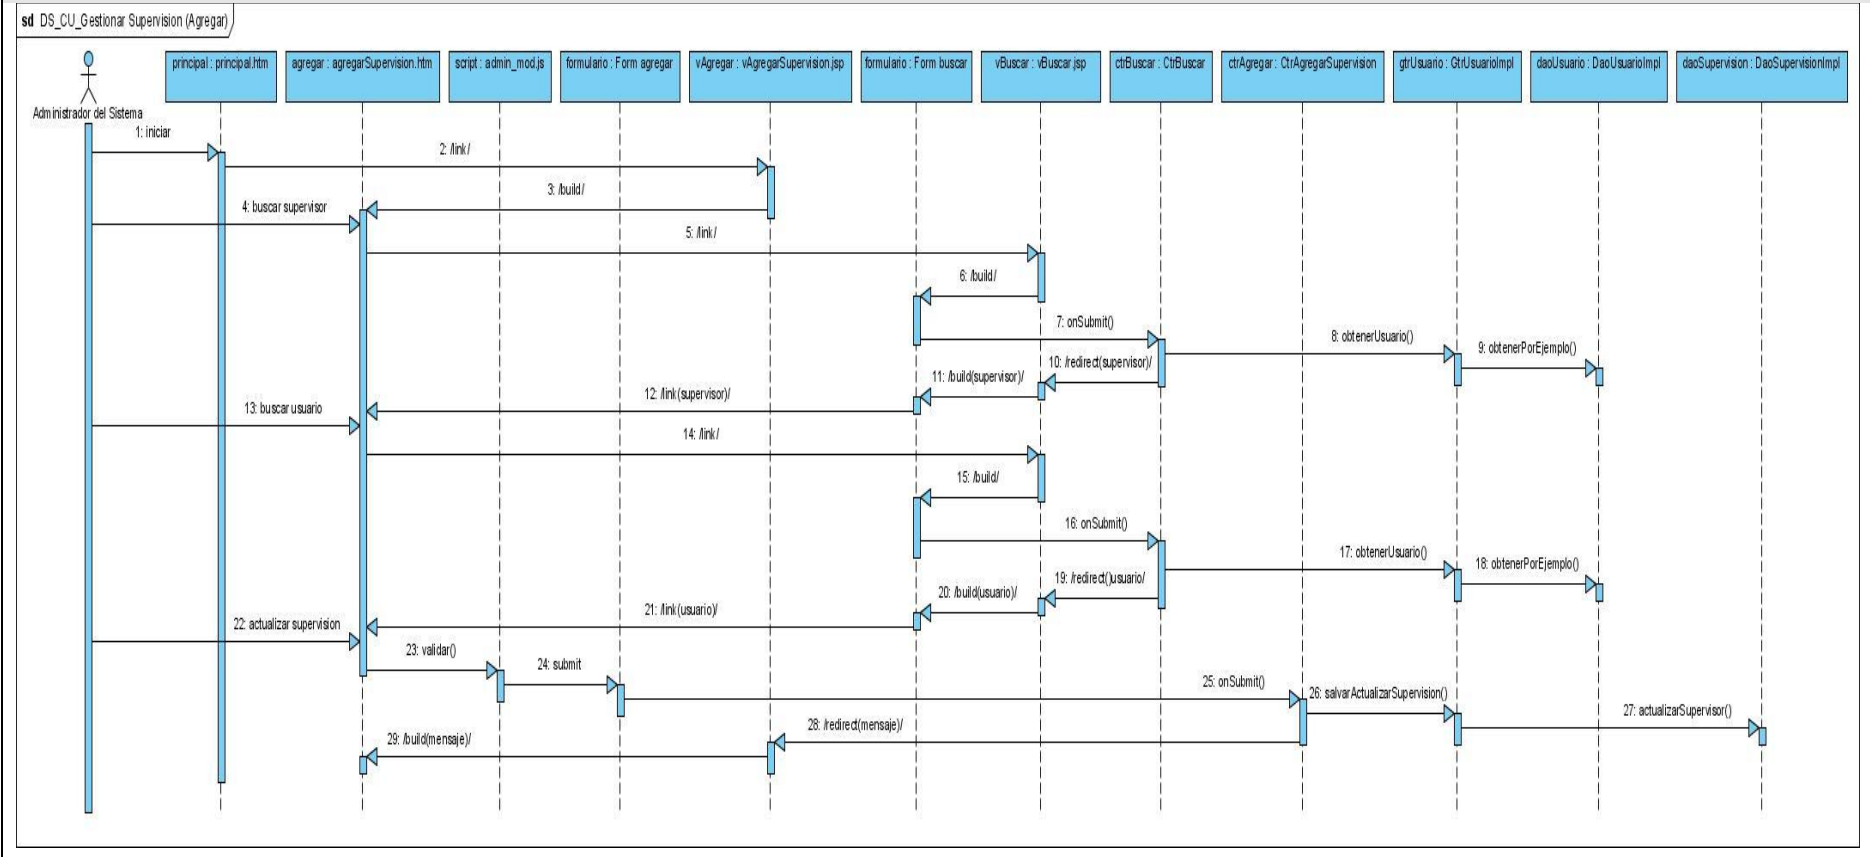 sd DS_CU_Gestionar Supervision (Agregar)
principal : principal.htm
agregar : agregarSupervision.htm
script : admin_mod.js
formulario : Form agregar
vAgregar : vAgregarSupervision.jsp
formulario : Form buscar
vBuscar : vBuscar.jsp
ctrBuscar : CtrBuscar
ctrAgregar : CtrAgregarSupervision
gtrUsuario : GtrUsuarioImpl
daoUsuario : DaoUsuarioImpl
daoSupervision : DaoSupervisionImpl
Administrador del Sistema
1: iniciar
2: /link/
3: /build/
4: buscar supervisor
5: /link/
6: /build/
7: onSubmit()
8: obtenerUsuario()
9: obtenerPorEjemplo()
10: /redirect(supervisor)/
11: /build(supervisor)/
12: /link(supervisor)/
13: buscar usuario
14: /link/
15: /build/
16: onSubmit()
17: obtenerUsuario()
18: obtenerPorEjemplo()
19: /redirect()usuario/
20: /build(usuario)/
21: /link(usuario)/
22: actualizar supervision
23: validar()
24: submit
25: onSubmit()
26: salvarActualizarSupervision()
27: actualizarSupervisor()
28: /redirect(mensaje)/
29: /build(mensaje)/